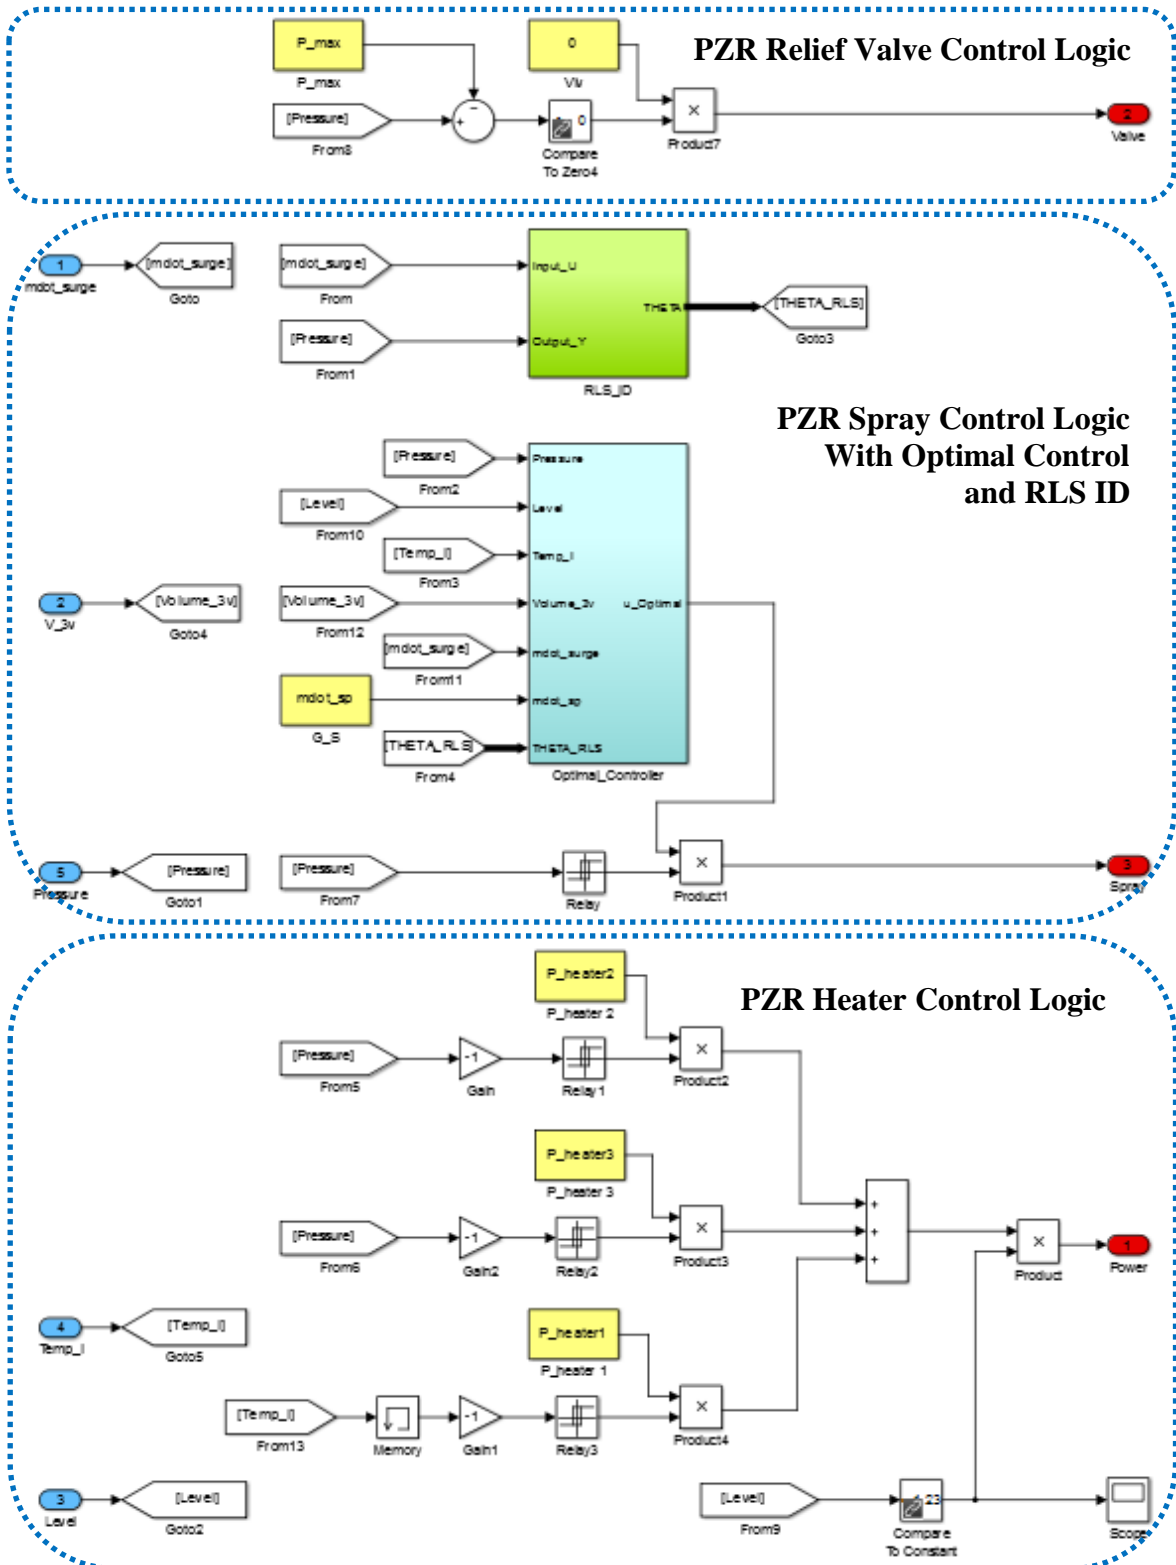 P_max
P_max
[Pressure]
From8
-
+
0
Compare
To Zero4
0
Vlv
×
Product7
PZR Relief Valve Control Logic
2
Valve
1
mdot_surge
[mdot_surge]
Goto
[mdot_surge]
From
[Pressure]
From1
Input_U
Output_Y
THETA
RLS_ID
[THETA_RLS]
Goto3
PZR Spray Control Logic
With Optimal Control
and RLS ID
[Pressure]
From2
[Level]
From10
[Temp_l]
From3
2
V_3v
[Volume_3v]
Goto4
[Volume_3v]
From12
[mdot_surge]
From11
mdot_sp
G_S
[THETA_RLS]
From4
Pressure
Level
Temp_l
Volume_3v
mdot_surge
mdot_sp
THETA_RLS
u_Optimal
Optimal_Controller
5
Pressure
[Pressure]
Goto1
[Pressure]
From7
Relay
×
Product1
3
Spray
PZR Heater Control Logic
P_heater2
P_heater 2
[Pressure]
From5
-1
Gain
Relay1
×
Product2
P_heater3
P_heater 3
[Pressure]
From6
-1
Gain2
Relay2
×
Product3
+
+
+
×
Product
1
Power
4
Temp_l
[Temp_l]
Goto5
P_heater1
P_heater 1
[Temp_l]
From13
Memory
-1
Gain1
Relay3
×
Product4
3
Level
[Level]
Goto2
[Level]
From9
Compare
To Constant
Scope